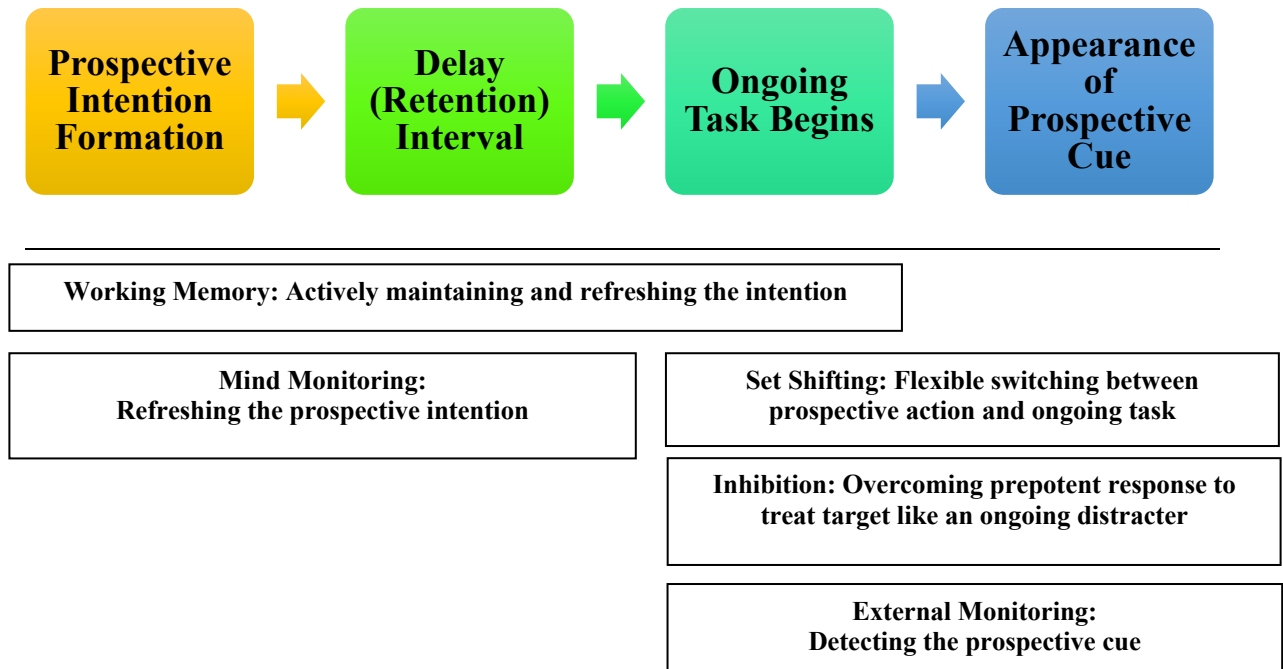 Prospective
Intention
Formation
Delay
(Retention)
Interval
Ongoing
Task Begins
Appearance
of
Prospective
Cue
Working Memory: Actively maintaining and refreshing the intention
Mind Monitoring:
Refreshing the prospective intention
Set Shifting: Flexible switching between
prospective action and ongoing task
Inhibition: Overcoming prepotent response to
treat target like an ongoing distracter
External Monitoring:
Detecting the prospective cue